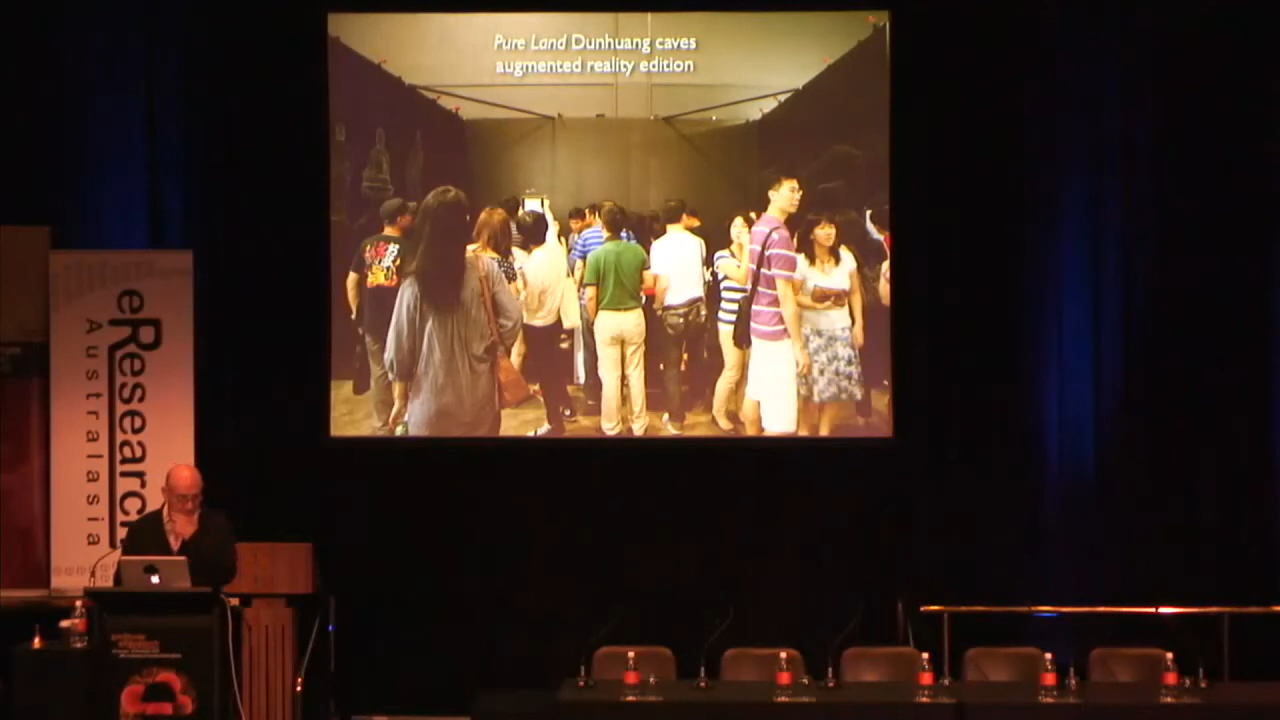 Pure Land Dunhuang caves
augmented reality edition
eResearch
Australasia